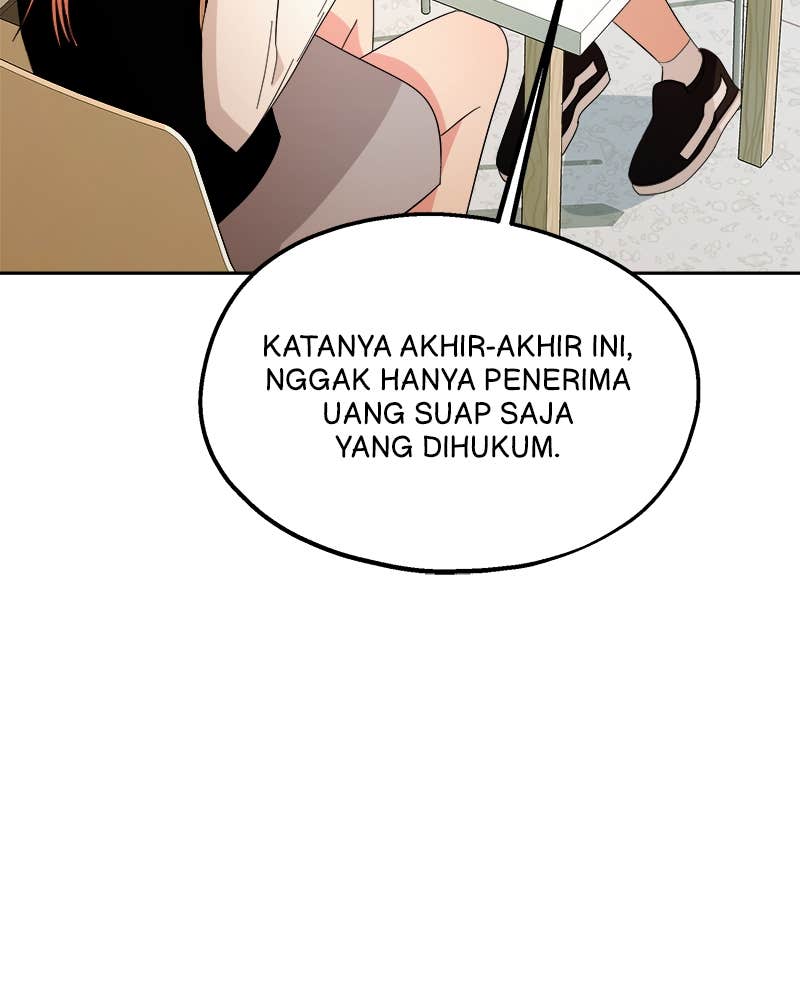 KATANYA AKHIR-AKHIR INI,
NGGAK HANYA PENERIMA
UANG SUAP SAJA
YANG DIHUKUM.